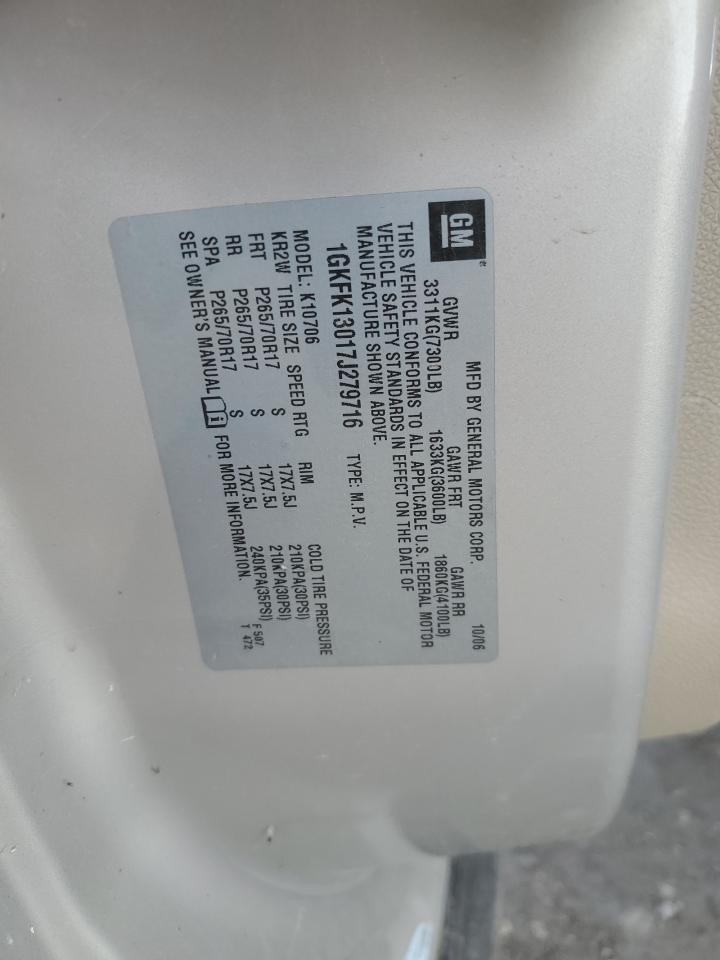 GM
MFD BY GENERAL MOTORS CORP. 10/06
GVWR GAWR FRT GAWR RR
3311KG(7300LB) 1633KG(3600LB) 1860KG(4100LB)
THIS VEHICLE CONFORMS TO ALL APPLICABLE U.S. FEDERAL MOTOR
VEHICLE SAFETY STANDARDS IN EFFECT ON THE DATE OF
MANUFACTURE SHOWN ABOVE.
1GKFK13017J279716 TYPE: M.P.V.
MODEL: K10706
COLD TIRE PRESSURE
KR2W TIRE SIZE SPEED RTG RIM
FRT P265/70R17 S 17X7.5J 210KPA(30PSI)
RR P265/70R17 S 17X7.5J 210KPA(30PSI)
SPA P265/70R17 S 17X7.5J 240KPA(35PSI)
SEE OWNER'S MANUAL i FOR MORE INFORMATION.
F 507
T 472